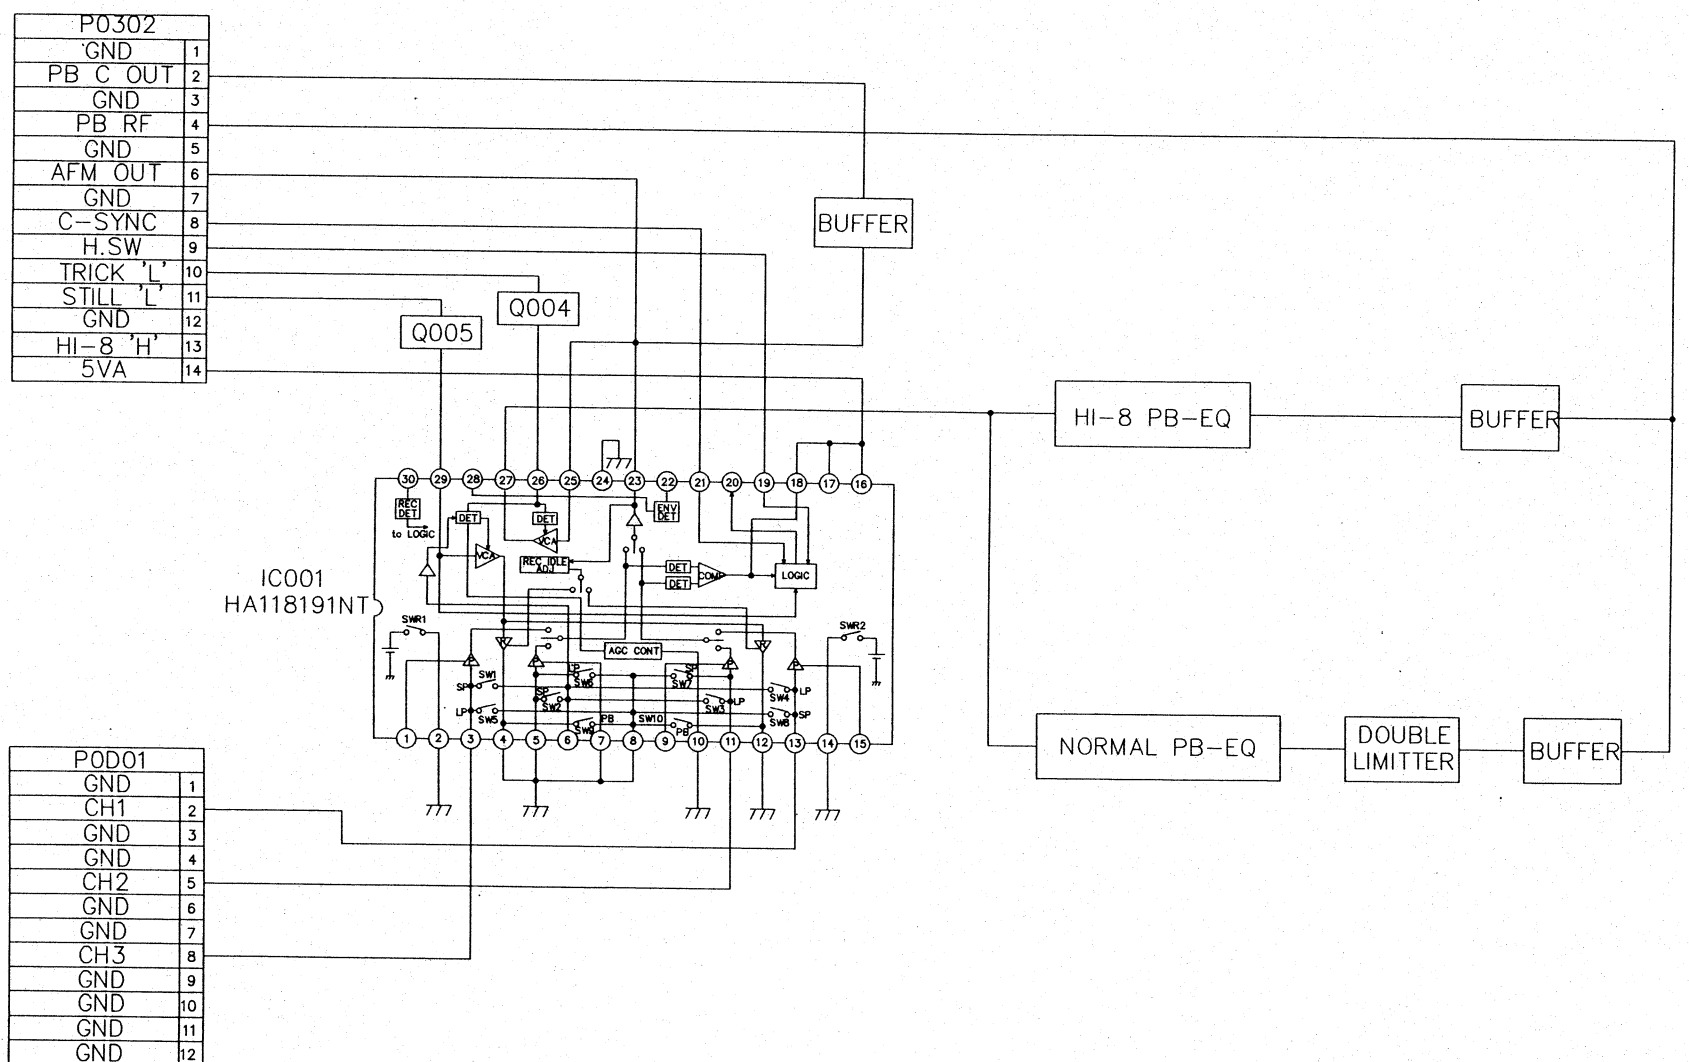 P0302
GND 1
PB C OUT 2
GND 3
PB RF 4
GND 5
AFM OUT 6
GND 7
C-SYNC 8
H.SW 9
TRICK 'L' 10
STILL 'L' 11
GND 12
HI-8 'H' 13
5VA 14
BUFFER
Q004
Q005
HI-8 PB-EQ
BUFFER
30 29 28 27 26 25 24 23 22 21 20 19 18 17 16
REC DET
to LOGIC
DET
DET
ENV DET
VCA
VCA
REC IDLE ADJ
DET
DET
COMP
LOGIC
IC001
HA118191NT
SWR1
SWR2
AGC CONT
P
P
P
P
SP SW1
LP SW6
SP SW7
SW4 LP
SP SW2
SW3 LP
LP SW5
SW8 SP
SW9 PB
SW10 PB
1 2 3 4 5 6 7 8 9 10 11 12 13 14 15
NORMAL PB-EQ
DOUBLE LIMITTER
BUFFER
P0D01
GND 1
CH1 2
GND 3
GND 4
CH2 5
GND 6
GND 7
CH3 8
GND 9
GND 10
GND 11
GND 12